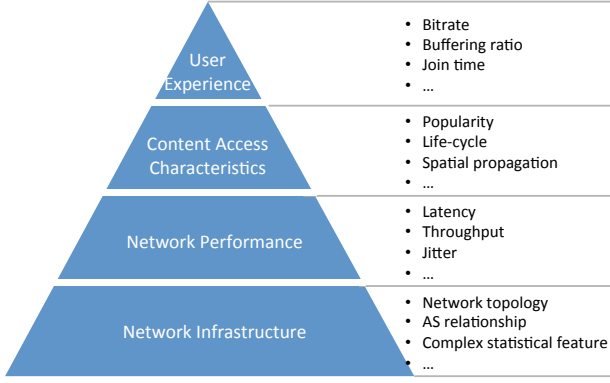 User
Experience
• Bitrate
• Buffering ratio
• Join time
• …
Content Access
Characteristics
• Popularity
• Life-cycle
• Spatial propagation
• …
Network Performance
• Latency
• Throughput
• Jitter
• …
Network Infrastructure
• Network topology
• AS relationship
• Complex statistical feature
• …